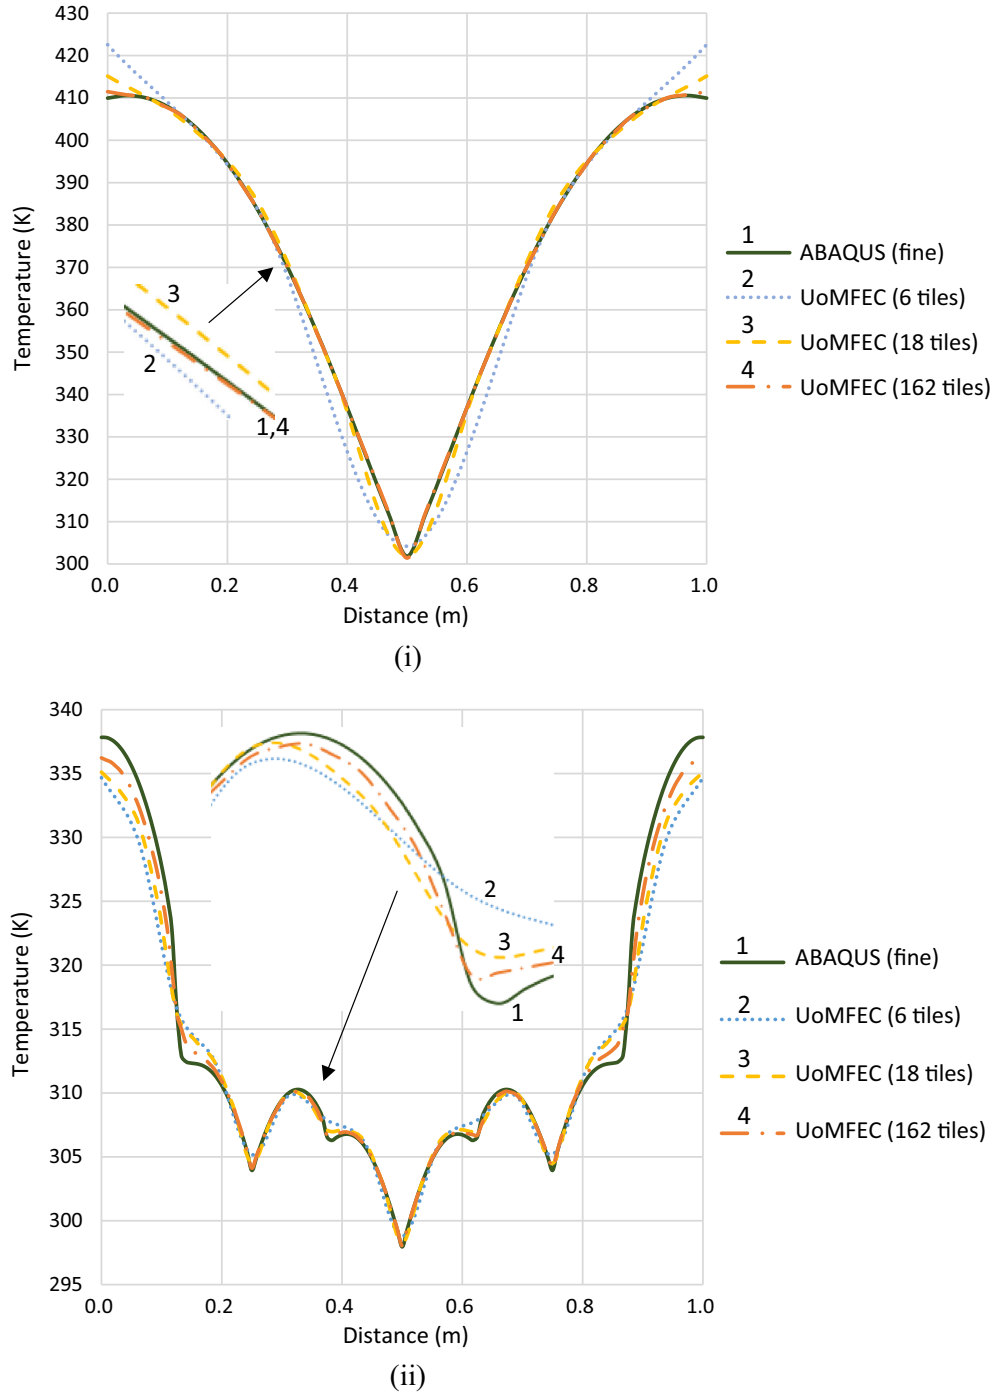 430
420
410
400
390
380
370
360
350
340
330
320
310
300
Temperature (K)
3
2
1,4
0.0 0.2 0.4 0.6 0.8 1.0
Distance (m)
1
ABAQUS (fine)
2
UoMFEC (6 tiles)
3
UoMFEC (18 tiles)
4
UoMFEC (162 tiles)
(i)
340
335
330
325
320
315
310
305
300
295
Temperature (K)
2
3
4
1
0.0 0.2 0.4 0.6 0.8 1.0
Distance (m)
1
ABAQUS (fine)
2
UoMFEC (6 tiles)
3
UoMFEC (18 tiles)
4
UoMFEC (162 tiles)
(ii)